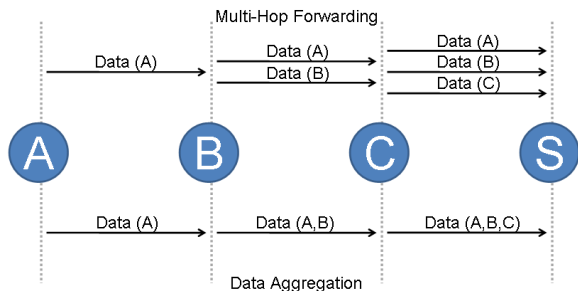 Multi-Hop Forwarding
Data (A)
Data (A)
Data (B)
Data (A)
Data (B)
Data (C)
A
B
C
S
Data (A)
Data (A,B)
Data (A,B,C)
Data Aggregation